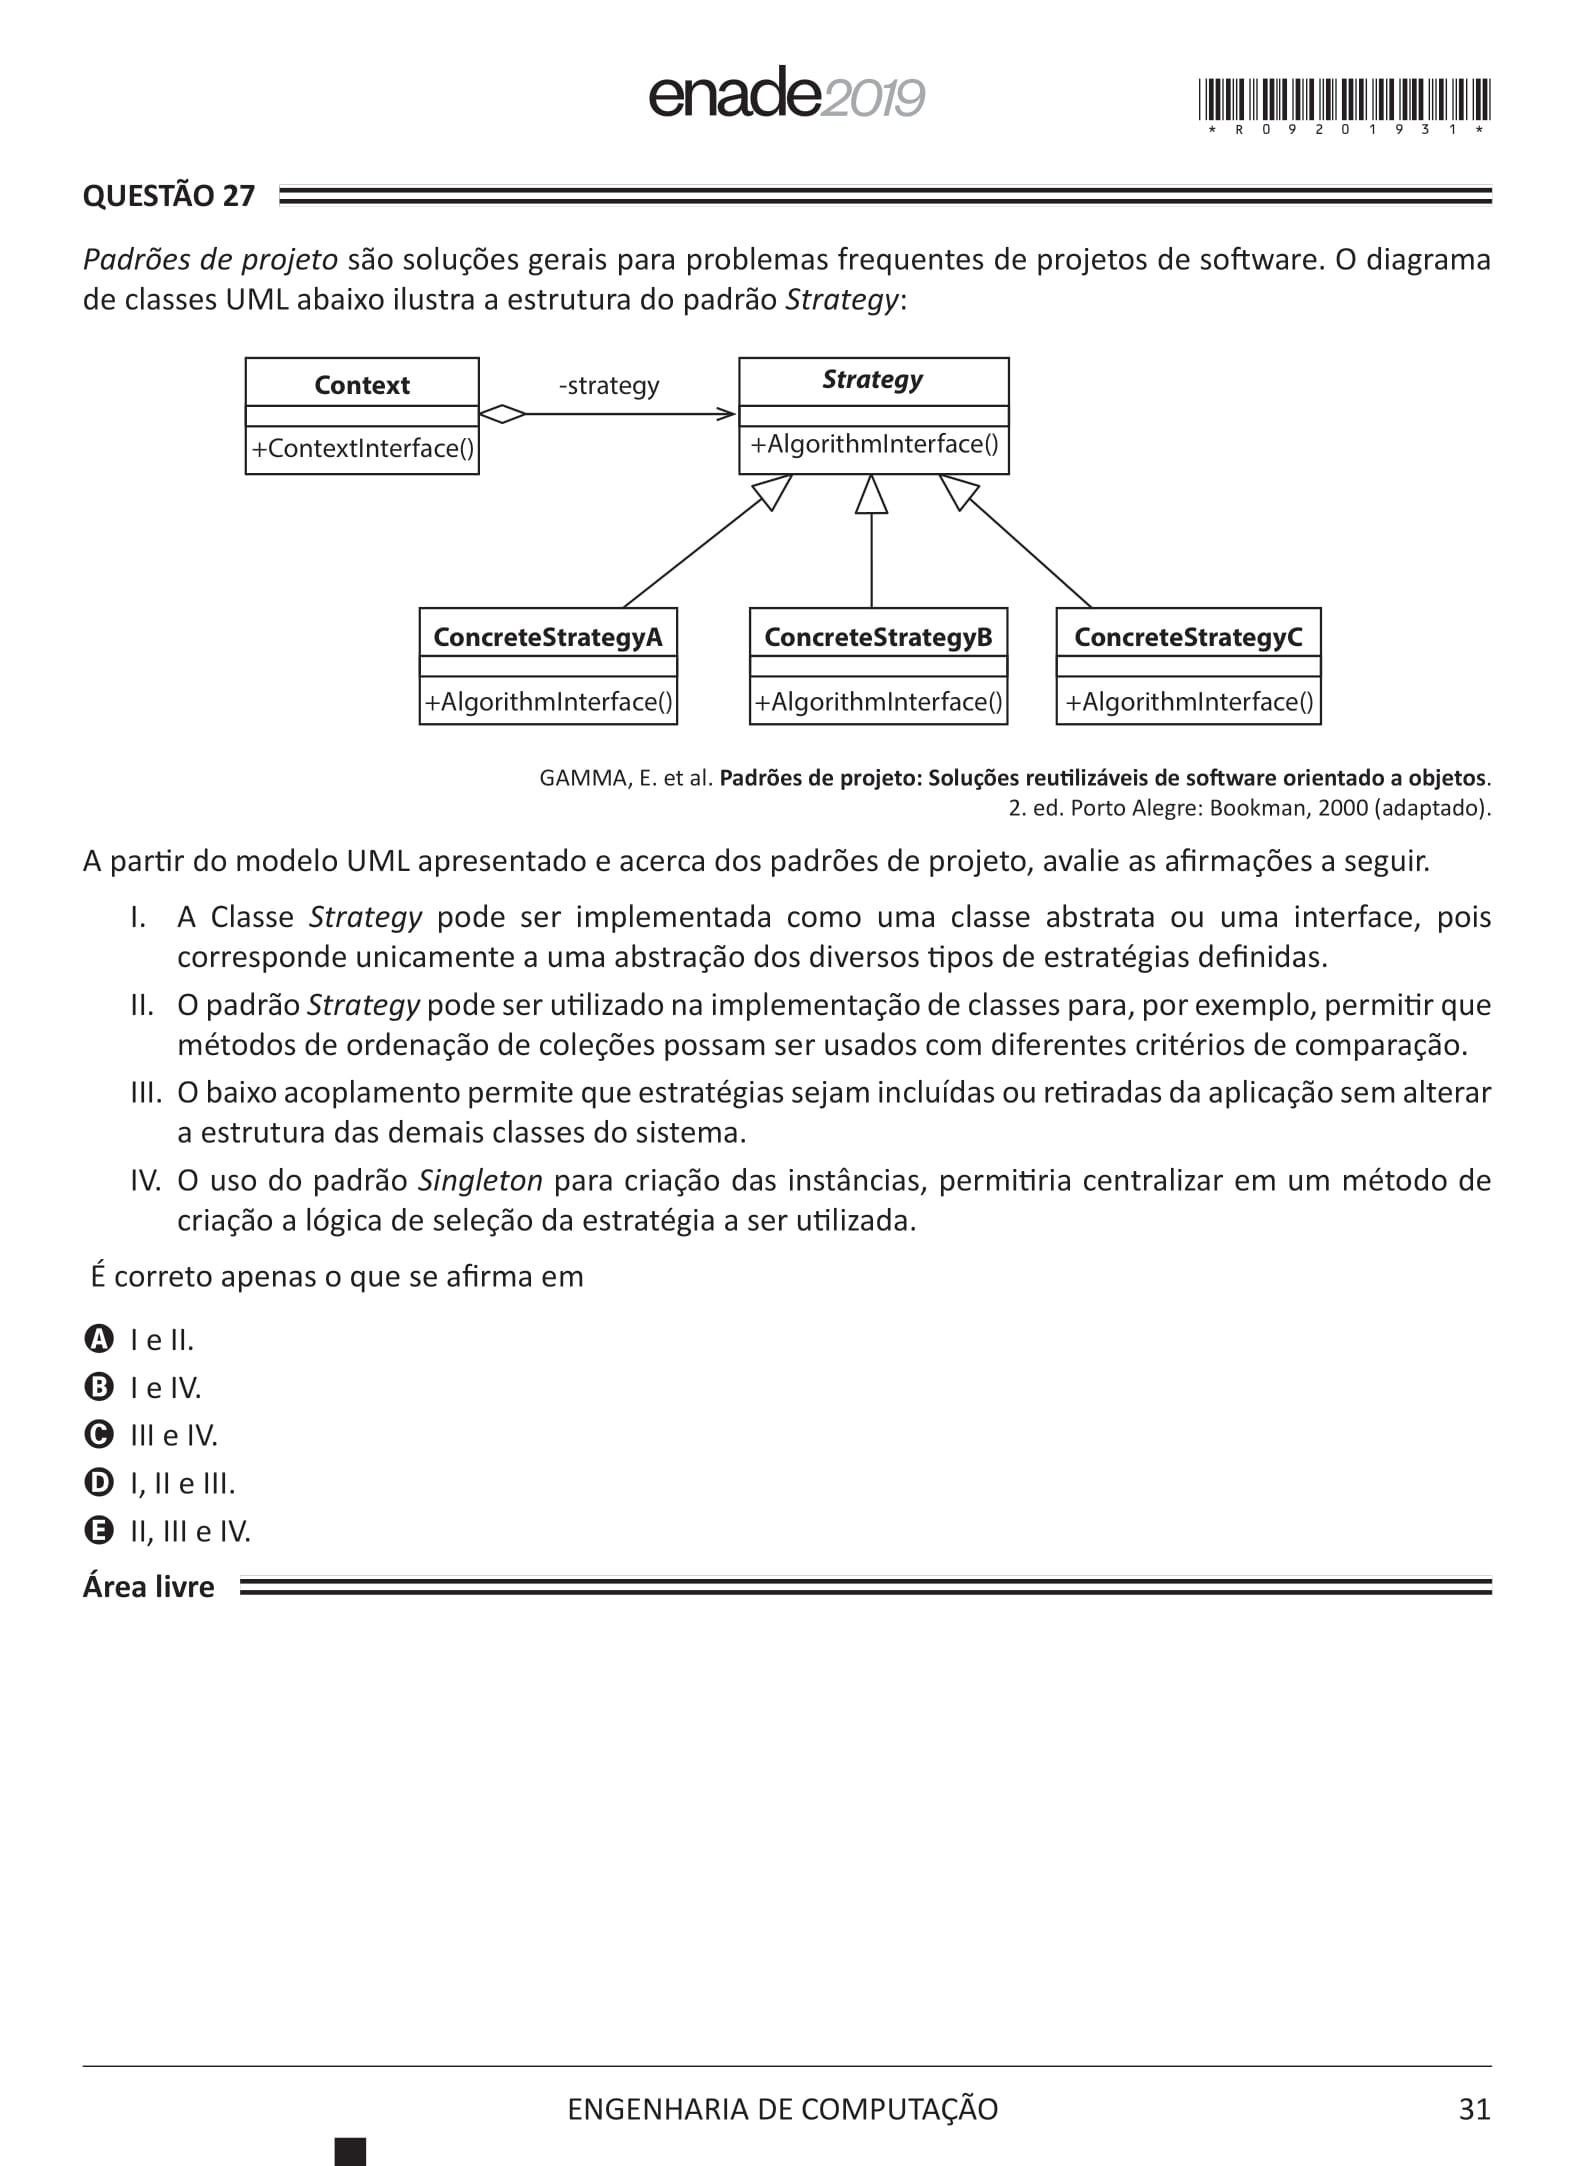 enade2019
*R09201931*
QUESTÃO 27
Padrões de projeto são soluções gerais para problemas frequentes de projetos de software. O diagrama
de classes UML abaixo ilustra a estrutura do padrão Strategy:
Context
-strategy
Strategy
+ContextInterface()
+AlgorithmInterface()
ConcreteStrategyA
ConcreteStrategyB
ConcreteStrategyC
+AlgorithmInterface()
+AlgorithmInterface()
+AlgorithmInterface()
GAMMA, E. et al. Padrões de projeto: Soluções reutilizáveis de software orientado a objetos.
2. ed. Porto Alegre: Bookman, 2000 (adaptado).
A partir do modelo UML apresentado e acerca dos padrões de projeto, avalie as afirmações a seguir.
I. A Classe Strategy pode ser implementada como uma classe abstrata ou uma interface, pois
corresponde unicamente a uma abstração dos diversos tipos de estratégias definidas.
II. O padrão Strategy pode ser utilizado na implementação de classes para, por exemplo, permitir que
métodos de ordenação de coleções possam ser usados com diferentes critérios de comparação.
III. O baixo acoplamento permite que estratégias sejam incluídas ou retiradas da aplicação sem alterar
a estrutura das demais classes do sistema.
IV. O uso do padrão Singleton para criação das instâncias, permitiria centralizar em um método de
criação a lógica de seleção da estratégia a ser utilizada.
É correto apenas o que se afirma em
A I e II.
B I e IV.
C III e IV.
D I, II e III.
E II, III e IV.
Área livre
ENGENHARIA DE COMPUTAÇÃO
31